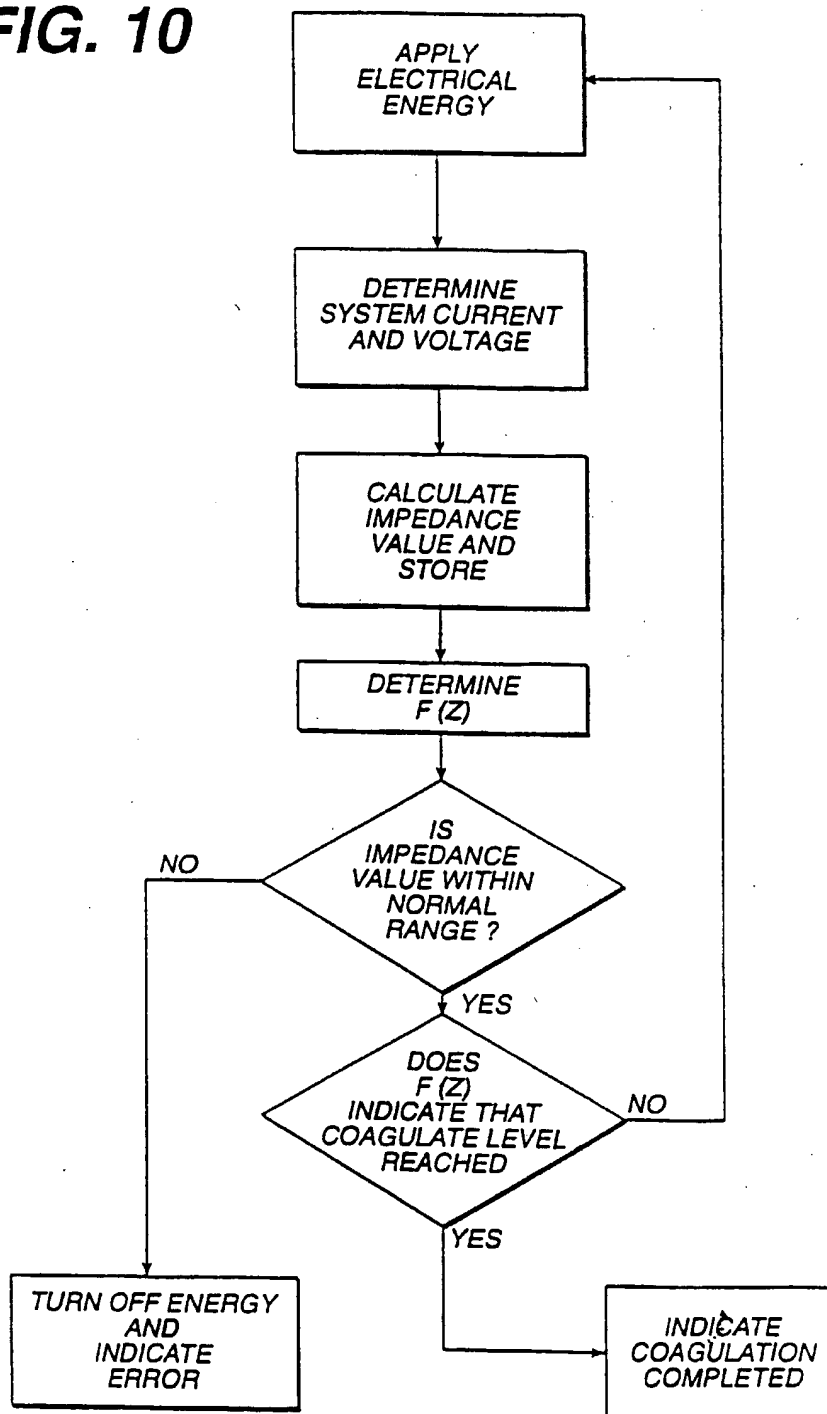 FIG. 10
APPLY
ELECTRICAL
ENERGY
DETERMINE
SYSTEM CURRENT
AND VOLTAGE
CALCULATE
IMPEDANCE
VALUE AND
STORE
DETERMINE
F (Z)
IS
IMPEDANCE
VALUE WITHIN
NORMAL
RANGE ?
NO
YES
DOES
F (Z)
INDICATE THAT
COAGULATE LEVEL
REACHED
NO
YES
TURN OFF ENERGY
AND
INDICATE
ERROR
INDICATE
COAGULATION
COMPLETED